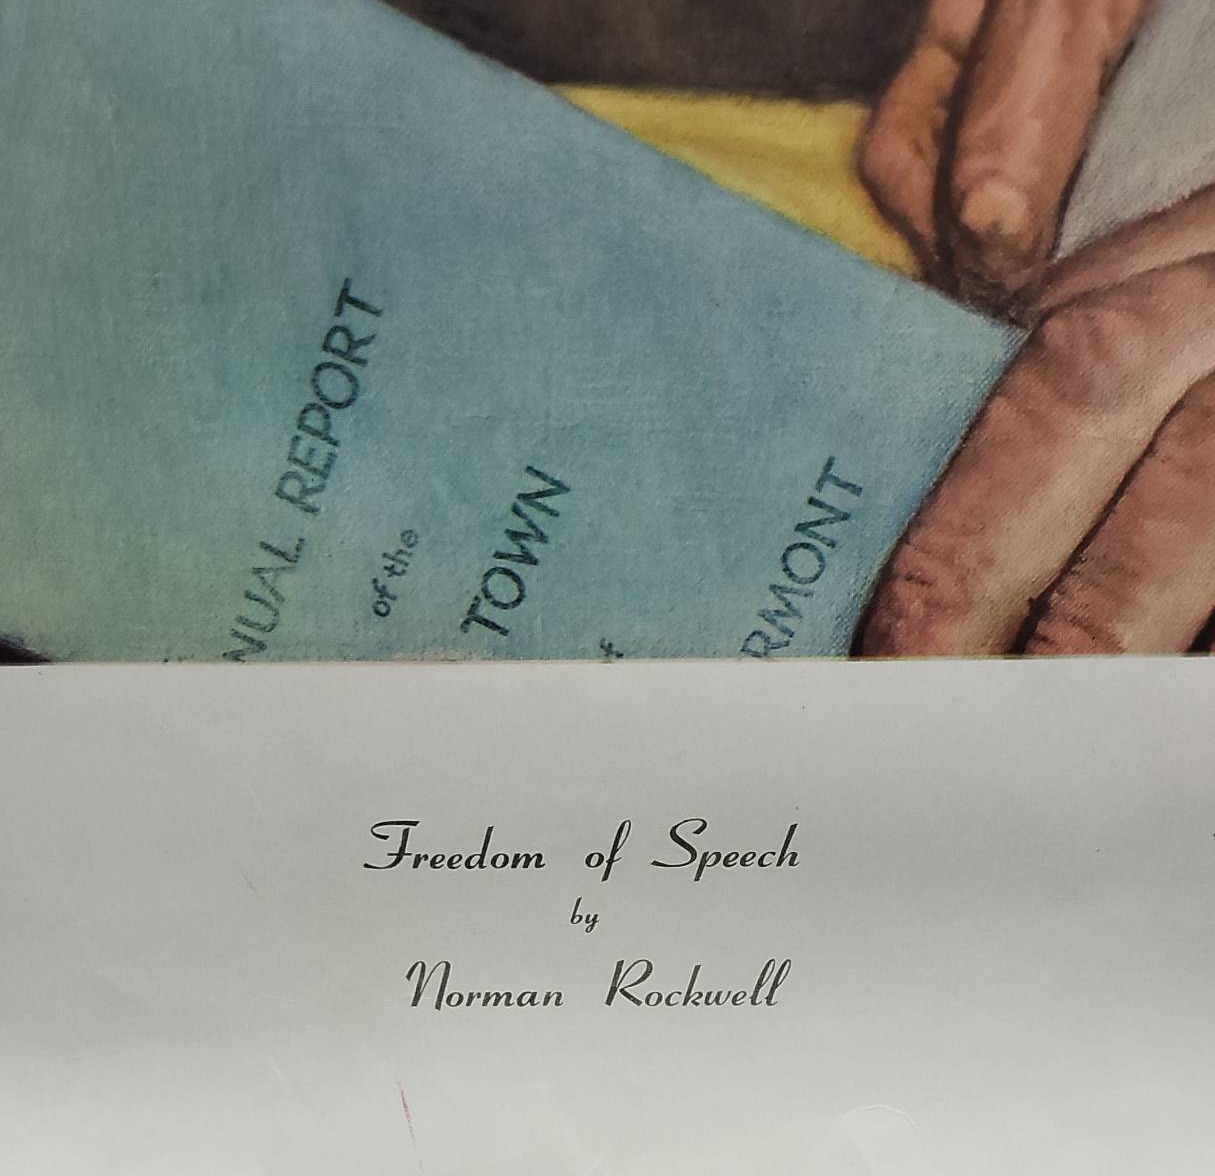 NUAL REPORT
of the
TOWN
f
RMONT
Freedom of Speech
by
Norman Rockwell